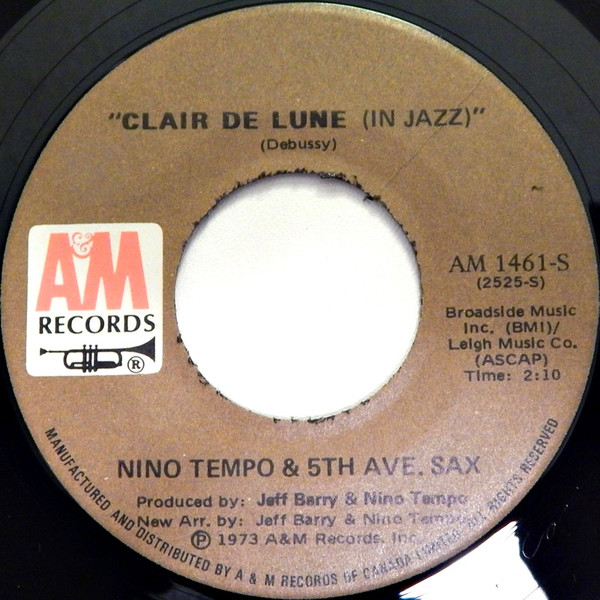 "CLAIR DE LUNE (IN JAZZ)"
(Debussy)
A&M
RECORDS
®
AM 1461-S
(2525-S)
Broadside Music
Inc. (BMI)/
Leigh Music Co.
(ASCAP)
Time: 2:10
NINO TEMPO & 5TH AVE. SAX
Produced by: Jeff Barry & Nino Tempo
New Arr. by: Jeff Barry & Nino Tempo
℗ 1973 A&M Records, Inc.
MANUFACTURED AND DISTRIBUTED BY A & M RECORDS OF CANADA LIMITED ALL RIGHTS RESERVED